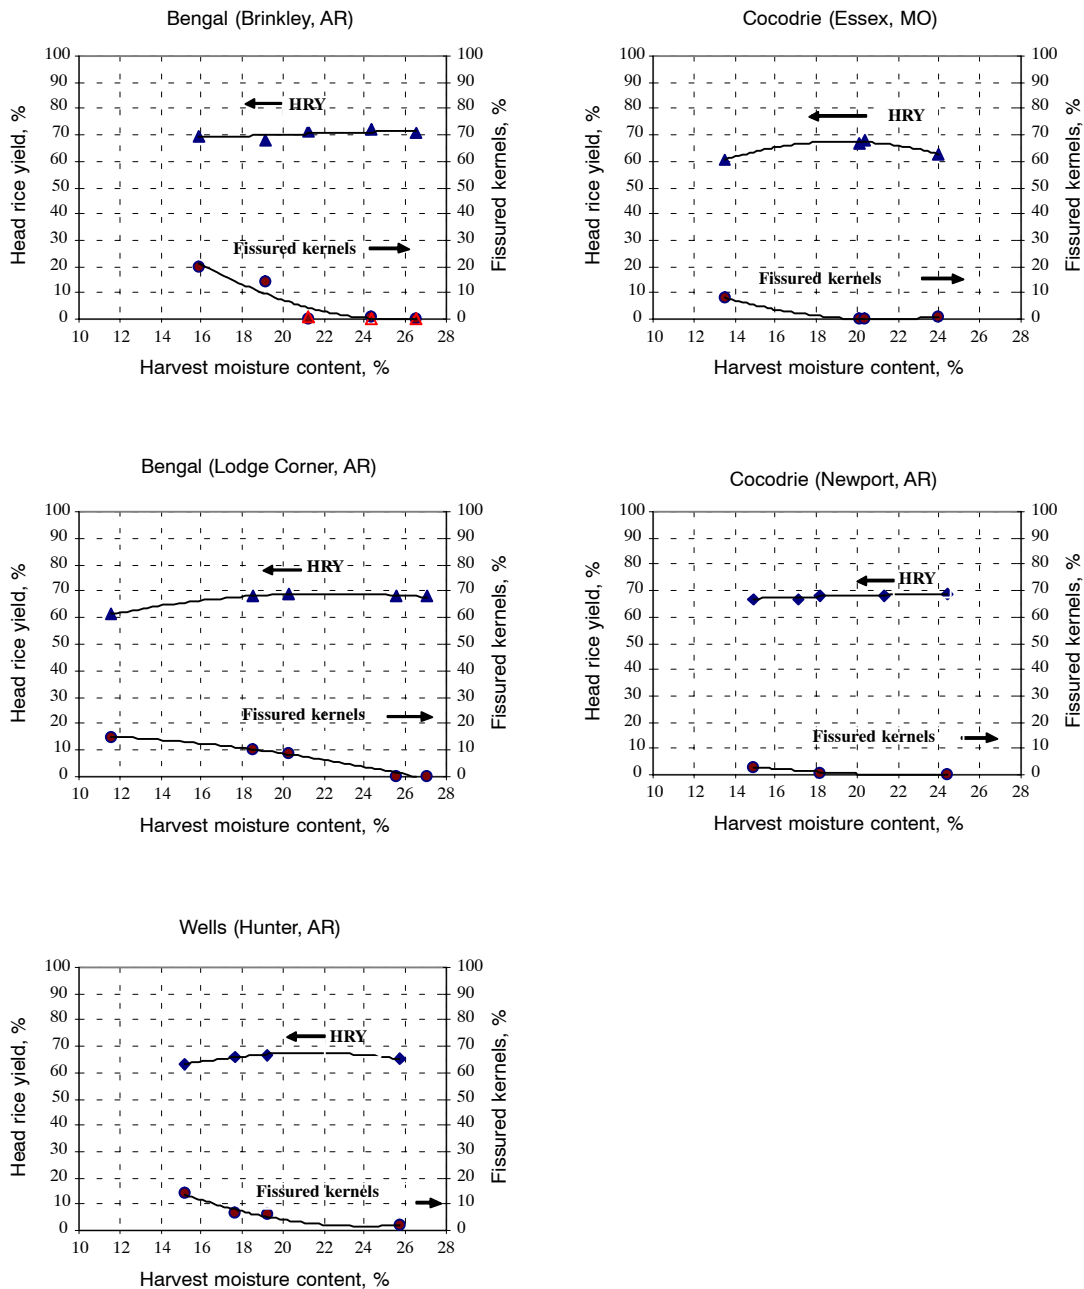 Bengal (Brinkley, AR)
100 100
90 90
80 80
70 70
60 60
50 50
40 40
30 30
20 20
10 10
0 0
10 12 14 16 18 20 22 24 26 28
Head rice yield, %
Fissured kernels, %
HRY
Fissured kernels
Harvest moisture content, %
Cocodrie (Essex, MO)
100 100
90 90
80 80
70 70
60 60
50 50
40 40
30 30
20 20
10 10
0 0
10 12 14 16 18 20 22 24 26 28
Head rice yield, %
Fissured kernels, %
HRY
Fissured kernels
Harvest moisture content, %
Bengal (Lodge Corner, AR)
100 100
90 90
80 80
70 70
60 60
50 50
40 40
30 30
20 20
10 10
0 0
10 12 14 16 18 20 22 24 26 28
Head rice yield, %
Fissured kernels, %
HRY
Fissured kernels
Harvest moisture content, %
Cocodrie (Newport, AR)
100 100
90 90
80 80
70 70
60 60
50 50
40 40
30 30
20 20
10 10
0 0
10 12 14 16 18 20 22 24 26 28
Head rice yield, %
Fissured kernels, %
HRY
Fissured kernels
Harvest moisture content, %
Wells (Hunter, AR)
100 100
90 90
80 80
70 70
60 60
50 50
40 40
30 30
20 20
10 10
0 0
10 12 14 16 18 20 22 24 26 28
Head rice yield, %
Fissured kernels, %
HRY
Fissured kernels
Harvest moisture content, %